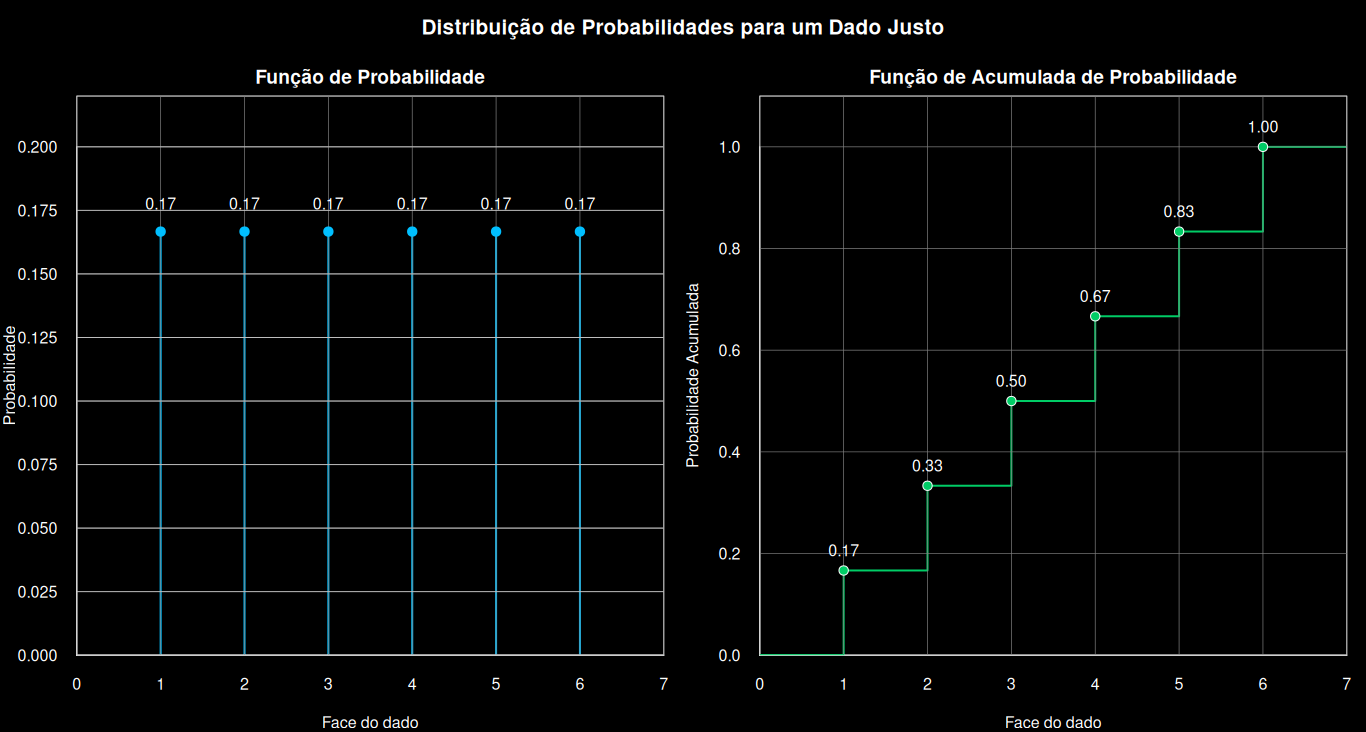 Distribuição de Probabilidades para um Dado Justo
Função de Probabilidade
0.200
0.175
0.150
0.125
0.100
0.075
0.050
0.025
0.000
Probabilidade
0.17 0.17 0.17 0.17 0.17 0.17
0 1 2 3 4 5 6 7
Face do dado
Função de Acumulada de Probabilidade
1.0
0.8
0.6
0.4
0.2
0.0
Probabilidade Acumulada
0.17
0.33
0.50
0.67
0.83
1.00
0 1 2 3 4 5 6 7
Face do dado